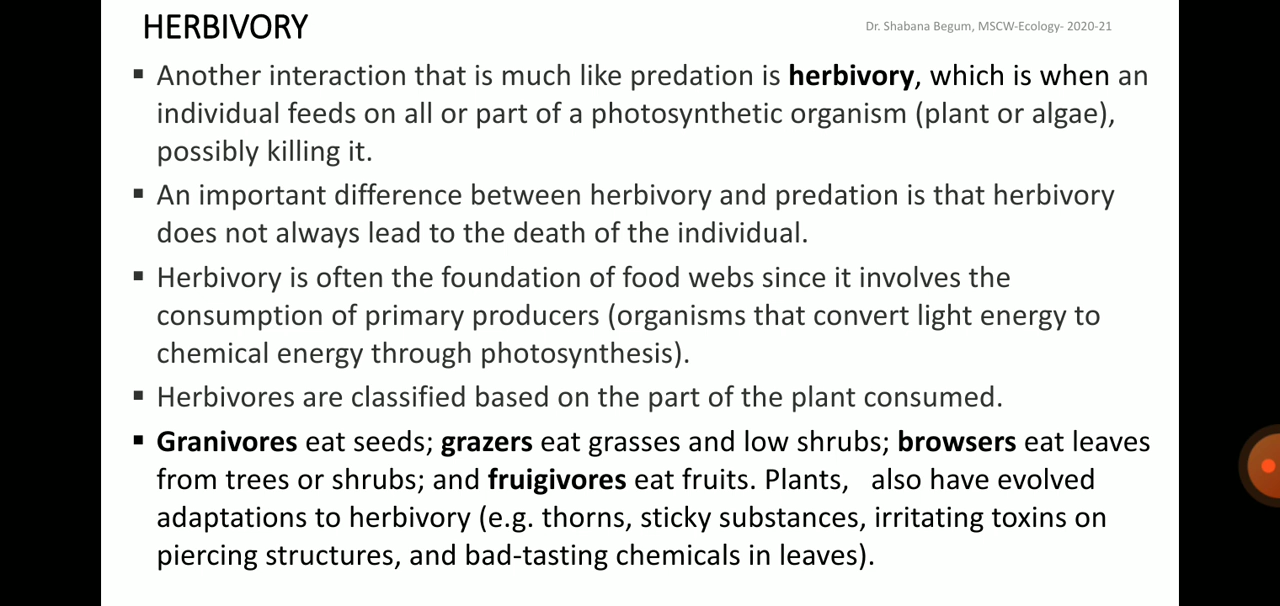 HERBIVORY
Dr. Shabana Begum, MSCW-Ecology- 2020-21
▪ Another interaction that is much like predation is herbivory, which is when an
individual feeds on all or part of a photosynthetic organism (plant or algae),
possibly killing it.
▪ An important difference between herbivory and predation is that herbivory
does not always lead to the death of the individual.
▪ Herbivory is often the foundation of food webs since it involves the
consumption of primary producers (organisms that convert light energy to
chemical energy through photosynthesis).
▪ Herbivores are classified based on the part of the plant consumed.
▪ Granivores eat seeds; grazers eat grasses and low shrubs; browsers eat leaves
from trees or shrubs; and fruigivores eat fruits. Plants,   also have evolved
adaptations to herbivory (e.g. thorns, sticky substances, irritating toxins on
piercing structures, and bad-tasting chemicals in leaves).